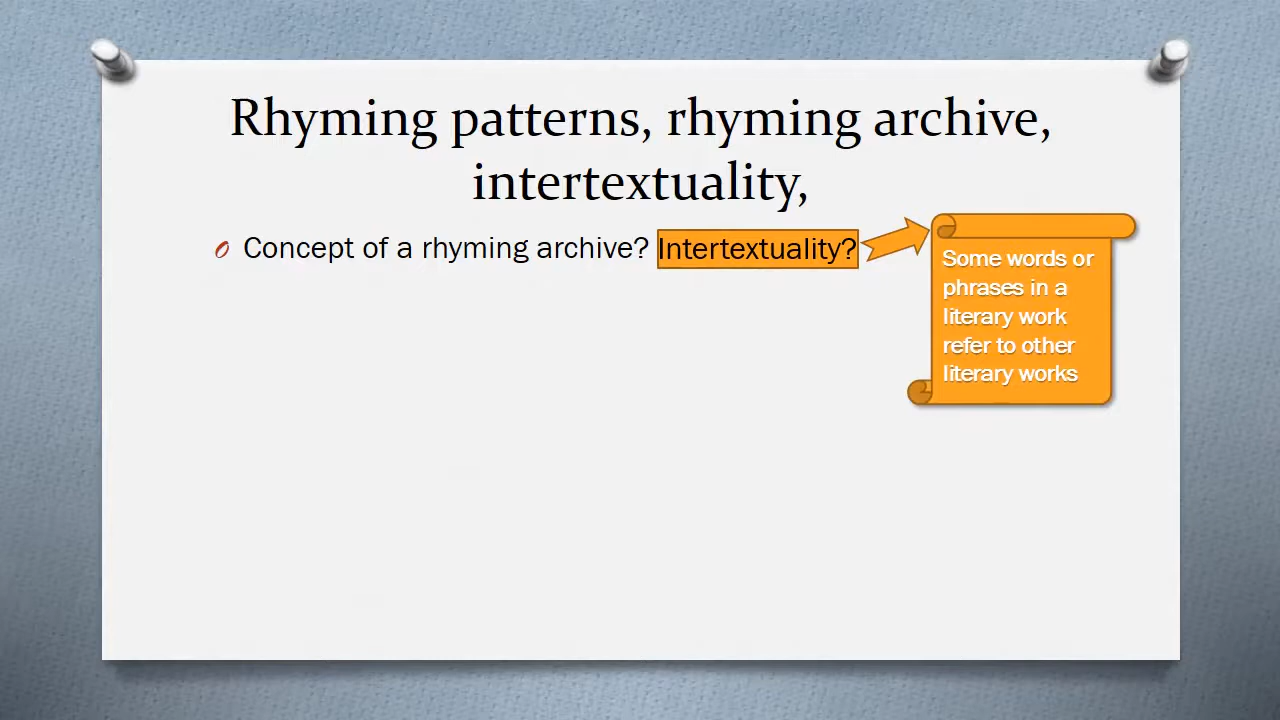 Rhyming patterns, rhyming archive,
intertextuality,
Concept of a rhyming archive? Intertextuality?
Some words or
phrases in a
literary work
refer to other
literary works